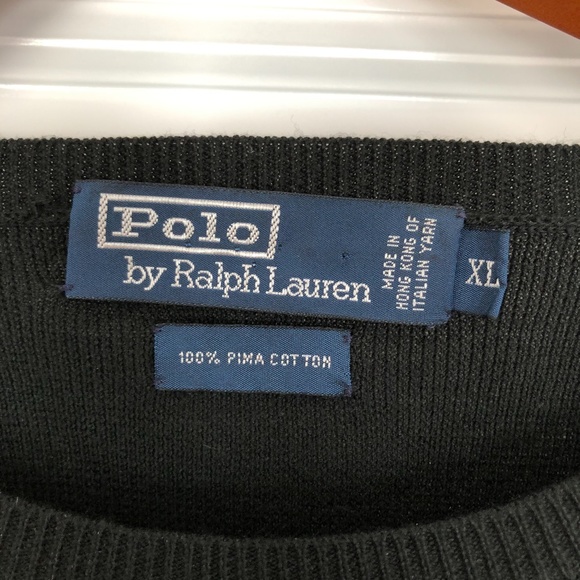 Polo
by Ralph Lauren
MADE IN
HONG KONG OF
ITALIAN YARN
XL
100% PIMA COTTON